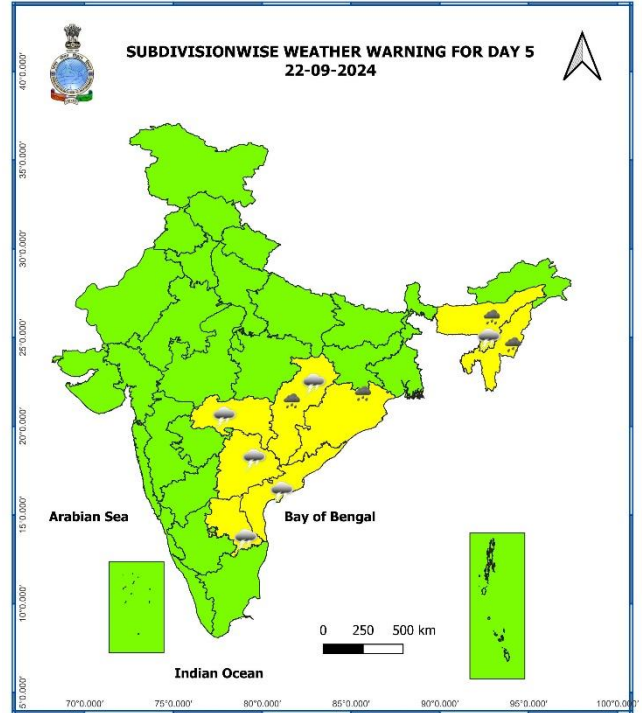 SUBDIVISIONWISE WEATHER WARNING FOR DAY 5
22-09-2024
40°0.000'
35°0.000'
30°0.000'
25°0.000'
20°0.000'
15°0.000'
10°0.000'
5°0.000'
Arabian Sea
Bay of Bengal
0 250 500 km
Indian Ocean
70°0.000' 75°0.000' 80°0.000' 85°0.000' 90°0.000' 95°0.000' 100°0.000'